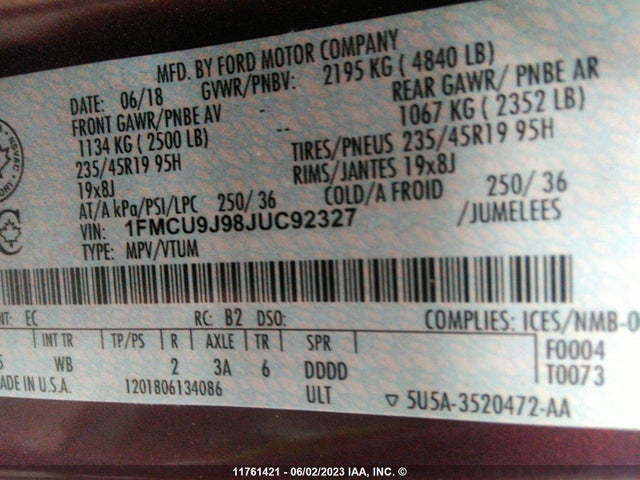 MFD. BY FORD MOTOR COMPANY
DATE: 06/18 GVWR/PNBV: 2195 KG ( 4840 LB)
FRONT GAWR/PNBE AV - REAR GAWR/ PNBE AR
1134 KG ( 2500 LB) -- 1067 KG ( 2352 LB)
235/45R19 95H TIRES/PNEUS 235/45R19 95H
19x8J RIMS/JANTES 19x8J
AT/A kPa/PSI/LPC 250/ 36 COLD/A FROID 250/ 36
VIN: 1FMCU9J98JUC92327 /JUMELEES
TYPE: MPV/VTUM
NT: EC RC: B2 DSO: COMPLIES: ICES/NMB-0
INT TR TP/PS R AXLE TR SPR F0004
5 WB 2 3A 6 DDDD T0073
ADE IN U.S.A. 1201806134086 ULT ▽ 5U5A-3520472-AA
11761421 - 06/02/2023 IAA, INC. ©